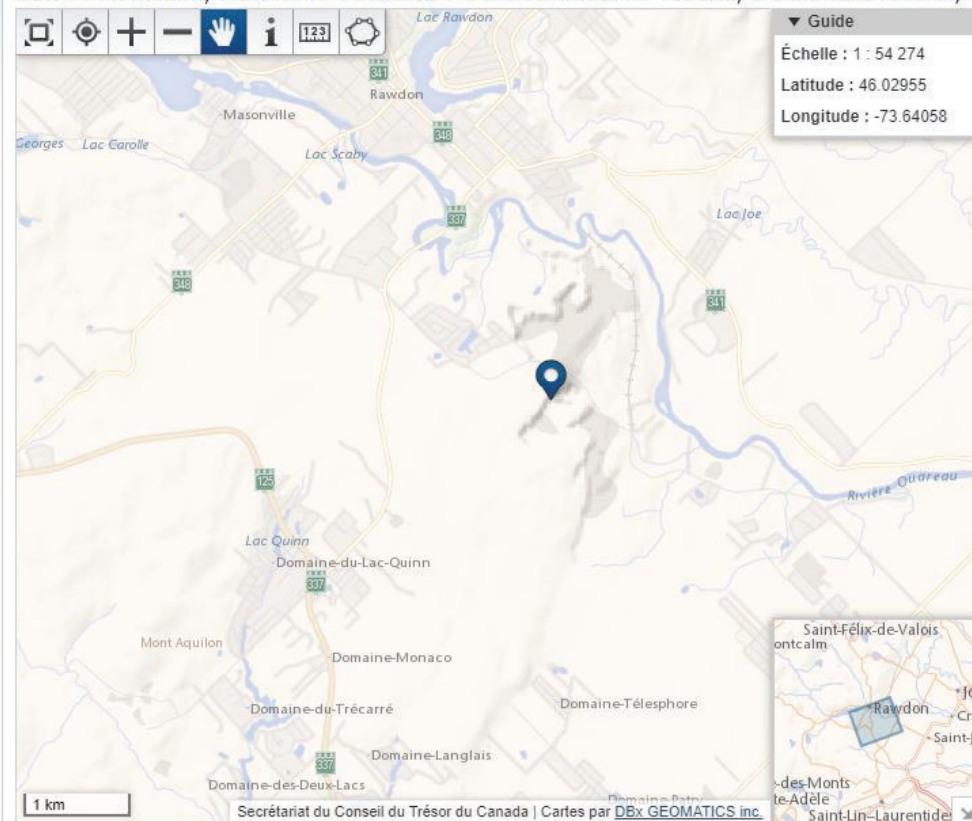 Lac Rawdon
Guide
Échelle : 1 : 54 274
Latitude : 46.02955
Longitude : -73.64058
i
123
341
Rawdon
Masonville
348
Georges
Lac Carolle
Lac Scaby
337
Lac Joe
348
341
125
Rivière Ouareau
Lac Quinn
Domaine-du-Lac-Quinn
337
Mont Aquilon
Domaine-Monaco
Domaine-du-Trécarré
Domaine-Télesphore
Domaine-Langlais
337
Domaine-des-Deux-Lacs
1 km
Secrétariat du Conseil du Trésor du Canada | Cartes par DBx GEOMATICS inc.
Saint-Félix-de-Valois
ontcalm
Rawdon
-des-Monts
te-Adèle
Saint-Lin–Laurentides